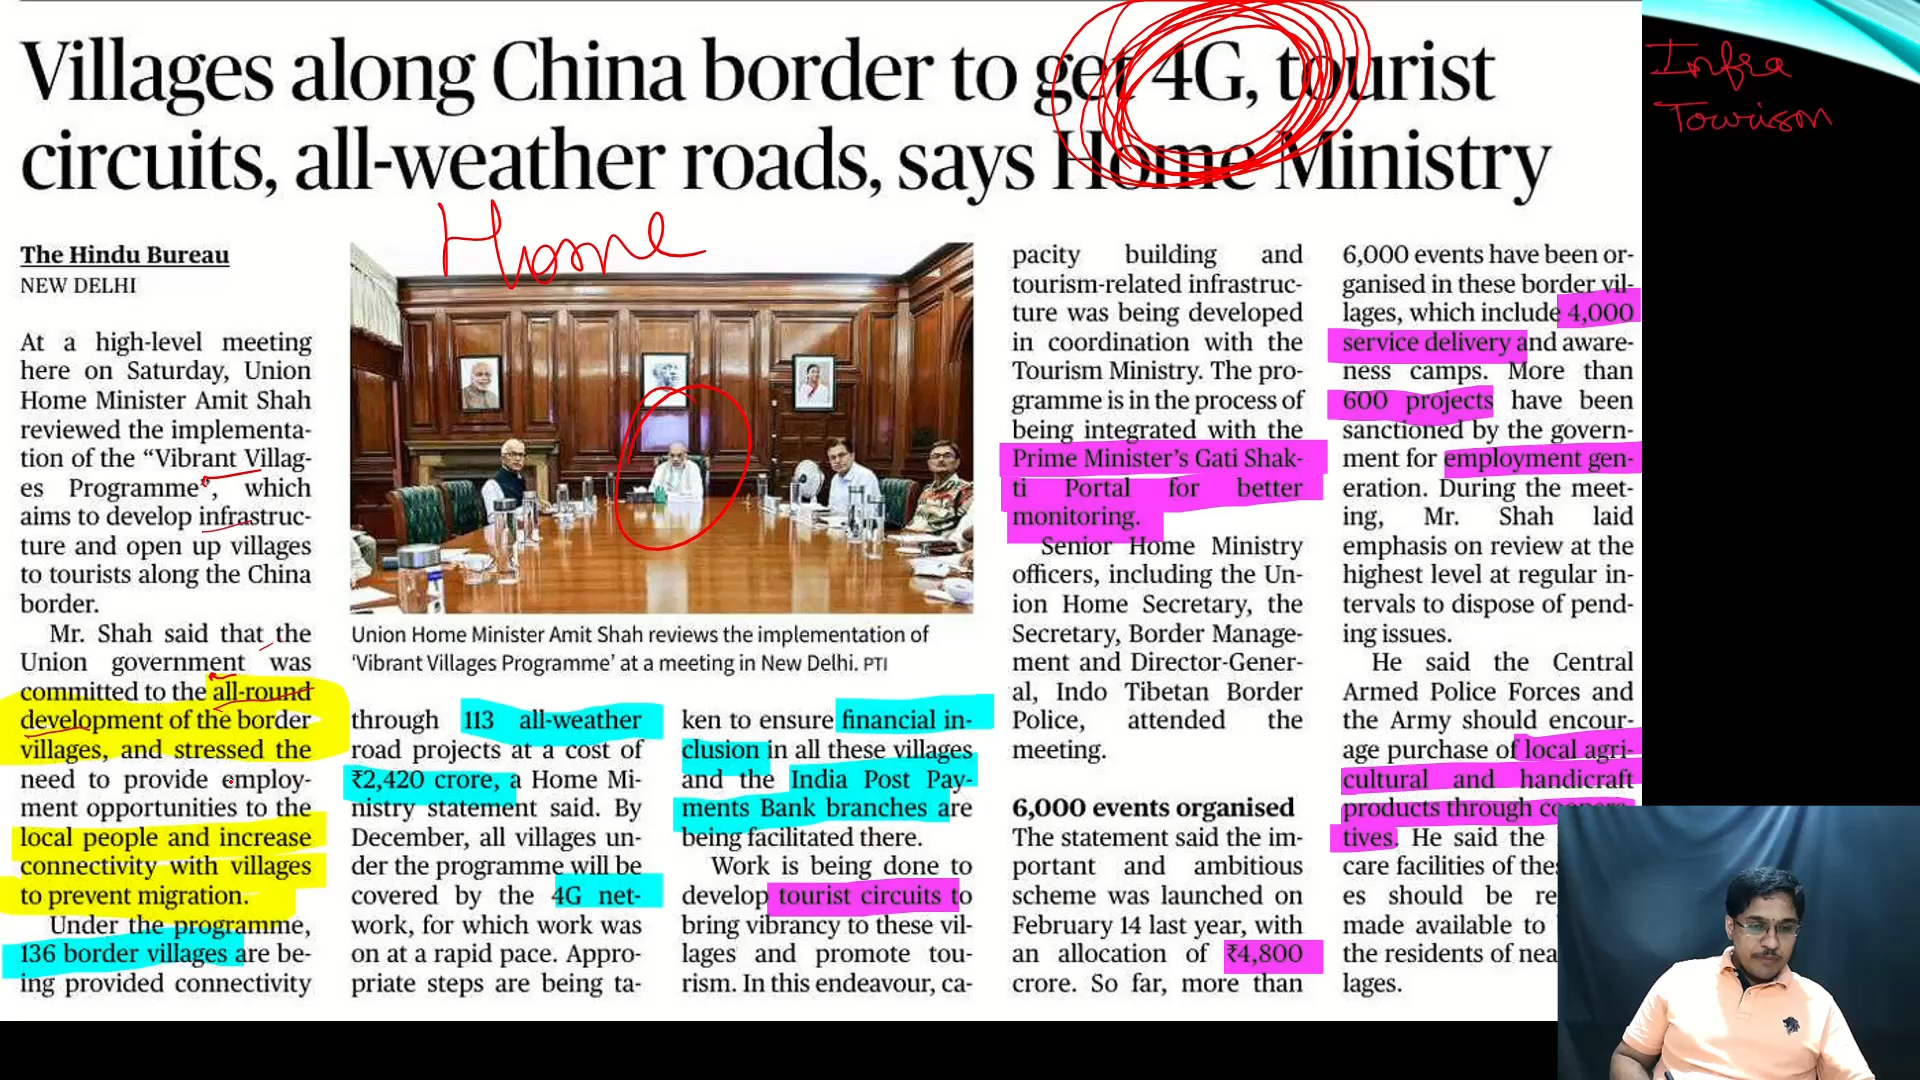 Villages along China border to get 4G, tourist
circuits, all-weather roads, says Home Ministry
Infra
Tourism
Home
The Hindu Bureau
NEW DELHI
At a high-level meeting
here on Saturday, Union
Home Minister Amit Shah
reviewed the implementa-
tion of the “Vibrant Villag-
es Programme”, which
aims to develop infrastruc-
ture and open up villages
to tourists along the China
border.
Mr. Shah said that the
Union government was
committed to the all-round
development of the border
villages, and stressed the
need to provide employ-
ment opportunities to the
local people and increase
connectivity with villages
to prevent migration.
Under the programme,
136 border villages are be-
ing provided connectivity
Union Home Minister Amit Shah reviews the implementation of
‘Vibrant Villages Programme’ at a meeting in New Delhi. PTI
through 113 all-weather
road projects at a cost of
₹2,420 crore, a Home Mi-
nistry statement said. By
December, all villages un-
der the programme will be
covered by the 4G net-
work, for which work was
on at a rapid pace. Appro-
priate steps are being ta-
ken to ensure financial in-
clusion in all these villages
and the India Post Pay-
ments Bank branches are
being facilitated there.
Work is being done to
develop tourist circuits to
bring vibrancy to these vil-
lages and promote tou-
rism. In this endeavour, ca-
pacity building and
tourism-related infrastruc-
ture was being developed
in coordination with the
Tourism Ministry. The pro-
gramme is in the process of
being integrated with the
Prime Minister’s Gati Shak-
ti Portal for better
monitoring.
Senior Home Ministry
officers, including the Un-
ion Home Secretary, the
Secretary, Border Manage-
ment and Director-Gener-
al, Indo Tibetan Border
Police, attended the
meeting.
6,000 events organised
The statement said the im-
portant and ambitious
scheme was launched on
February 14 last year, with
an allocation of ₹4,800
crore. So far, more than
6,000 events have been or-
ganised in these border vil-
lages, which include 4,000
service delivery and aware-
ness camps. More than
600 projects have been
sanctioned by the govern-
ment for employment gen-
eration. During the meet-
ing, Mr. Shah laid
emphasis on review at the
highest level at regular in-
tervals to dispose of pend-
ing issues.
He said the Central
Armed Police Forces and
the Army should encour-
age purchase of local agri-
cultural and handicraft
products through coopera-
tives. He said the
care facilities of
es should be
made available to
the residents of
lages.